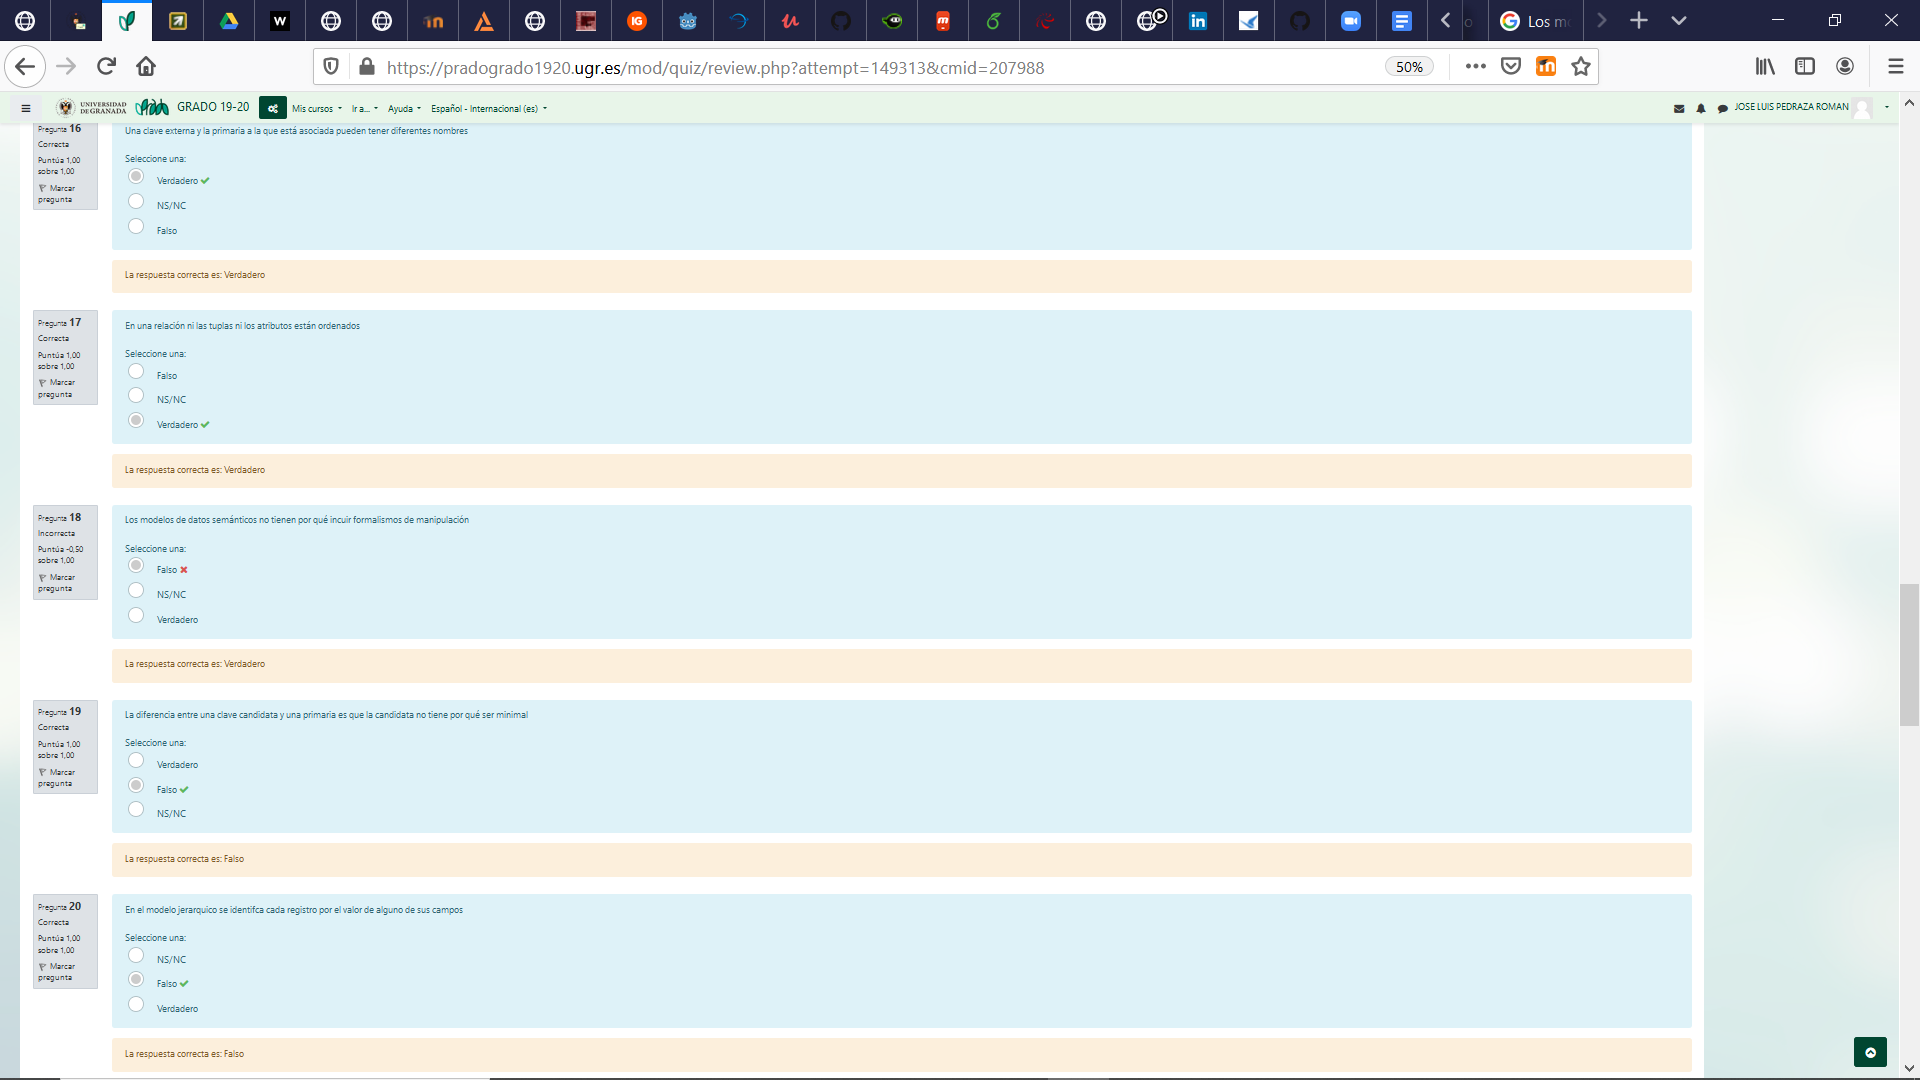 Los mo
https://pradogrado1920.ugr.es/mod/quiz/review.php?attempt=149313&cmid=207988
50%
UNIVERSIDAD DE GRANADA
GRADO 19-20
Mis cursos
Ir a...
Ayuda
Español - Internacional (es)
JOSE LUIS PEDRAZA ROMAN
Pregunta 16
Correcta
Puntúa 1,00
sobre 1,00
Marcar
pregunta
Una clave externa y la primaria a la que está asociada pueden tener diferentes nombres
Seleccione una:
Verdadero
NS/NC
Falso
La respuesta correcta es: Verdadero
Pregunta 17
Correcta
Puntúa 1,00
sobre 1,00
Marcar
pregunta
En una relación ni las tuplas ni los atributos están ordenados
Seleccione una:
Falso
NS/NC
Verdadero
La respuesta correcta es: Verdadero
Pregunta 18
Incorrecta
Puntúa -0,50
sobre 1,00
Marcar
pregunta
Los modelos de datos semánticos no tienen por qué incuir formalismos de manipulación
Seleccione una:
Falso
NS/NC
Verdadero
La respuesta correcta es: Verdadero
Pregunta 19
Correcta
Puntúa 1,00
sobre 1,00
Marcar
pregunta
La diferencia entre una clave candidata y una primaria es que la candidata no tiene por qué ser minimal
Seleccione una:
Verdadero
Falso
NS/NC
La respuesta correcta es: Falso
Pregunta 20
Correcta
Puntúa 1,00
sobre 1,00
Marcar
pregunta
En el modelo jerarquico se identifca cada registro por el valor de alguno de sus campos
Seleccione una:
NS/NC
Falso
Verdadero
La respuesta correcta es: Falso